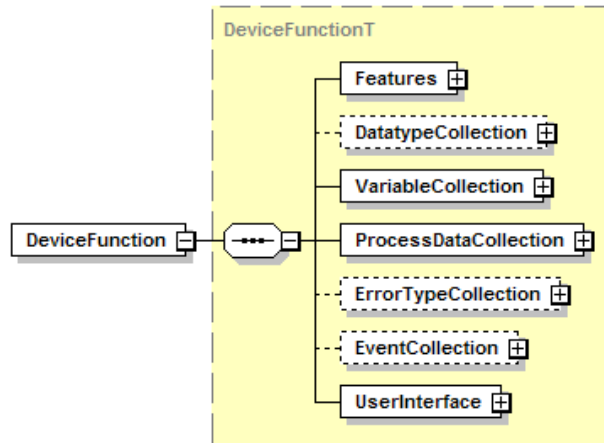 DeviceFunctionT
Features
DatatypeCollection
VariableCollection
DeviceFunction
ProcessDataCollection
ErrorTypeCollection
EventCollection
UserInterface